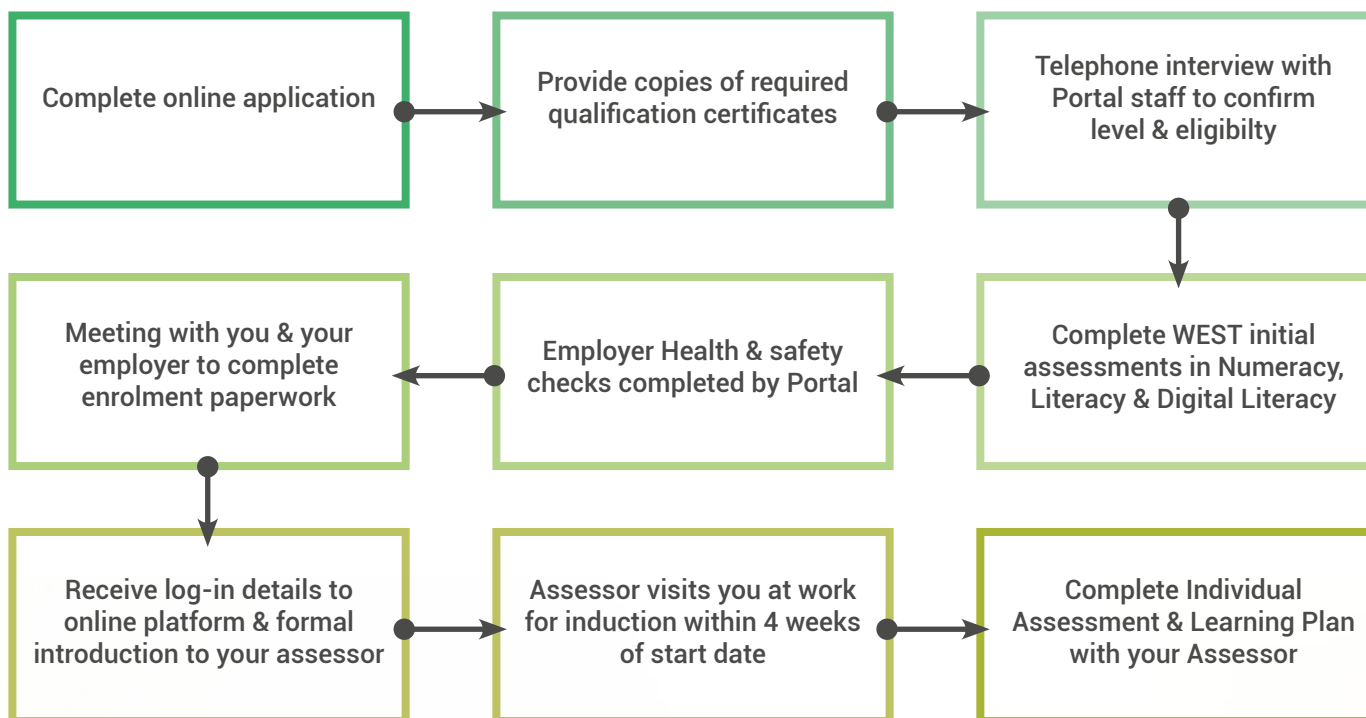 Complete online application
Provide copies of required
qualification certificates
Telephone interview with
Portal staff to confirm
level & eligibilty
Complete WEST initial
assessments in Numeracy,
Literacy & Digital Literacy
Employer Health & safety
checks completed by Portal
Meeting with you & your
employer to complete
enrolment paperwork
Receive log-in details to
online platform & formal
introduction to your assessor
Assessor visits you at work
for induction within 4 weeks
of start date
Complete Individual
Assessment & Learning Plan
with your Assessor